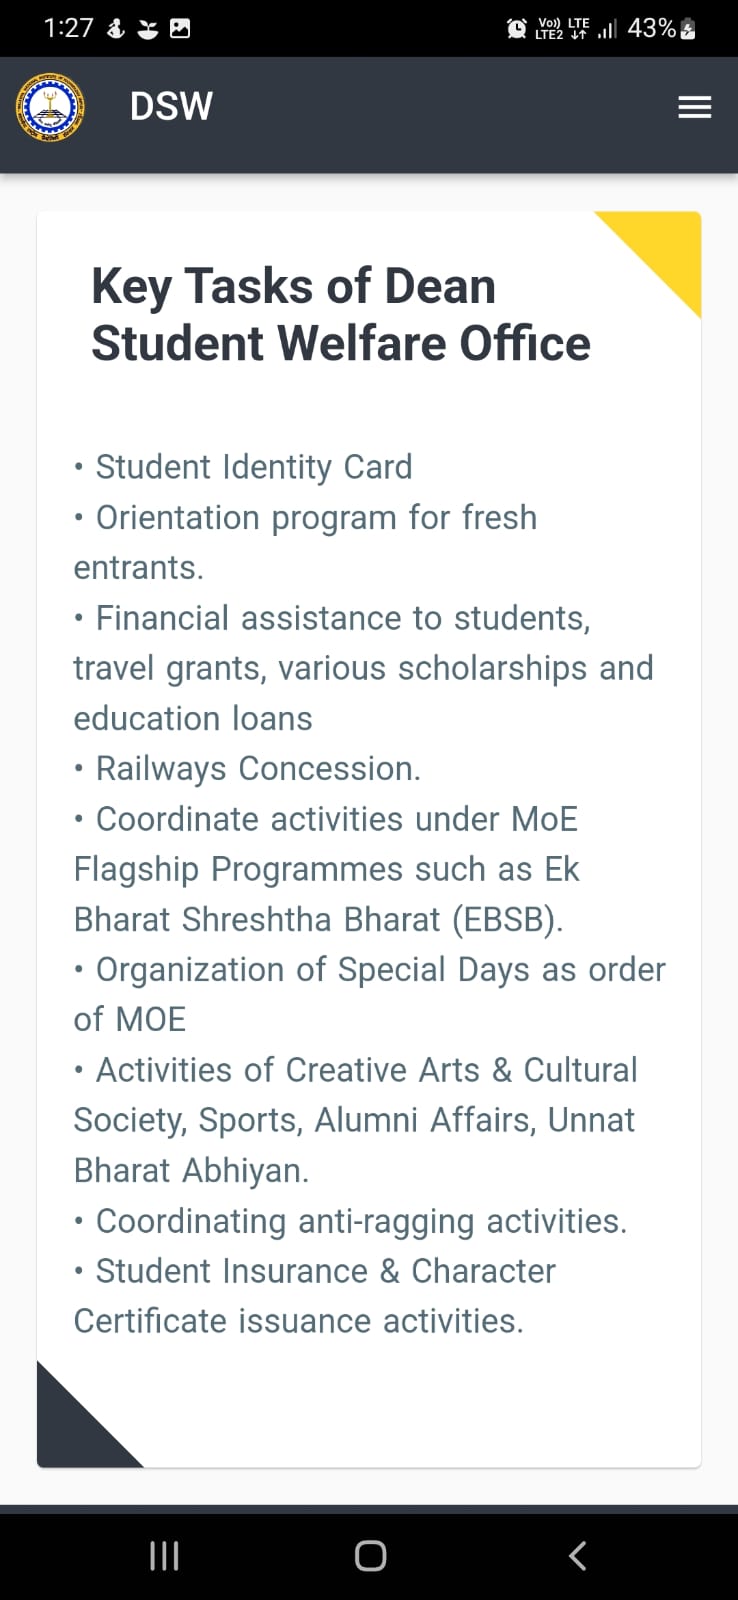 1:27
Vo)) LTE
LTE2
43%
DSW
Key Tasks of Dean
Student Welfare Office
• Student Identity Card
• Orientation program for fresh
entrants.
• Financial assistance to students,
travel grants, various scholarships and
education loans
• Railways Concession.
• Coordinate activities under MoE
Flagship Programmes such as Ek
Bharat Shreshtha Bharat (EBSB).
• Organization of Special Days as order
of MOE
• Activities of Creative Arts & Cultural
Society, Sports, Alumni Affairs, Unnat
Bharat Abhiyan.
• Coordinating anti-ragging activities.
• Student Insurance & Character
Certificate issuance activities.